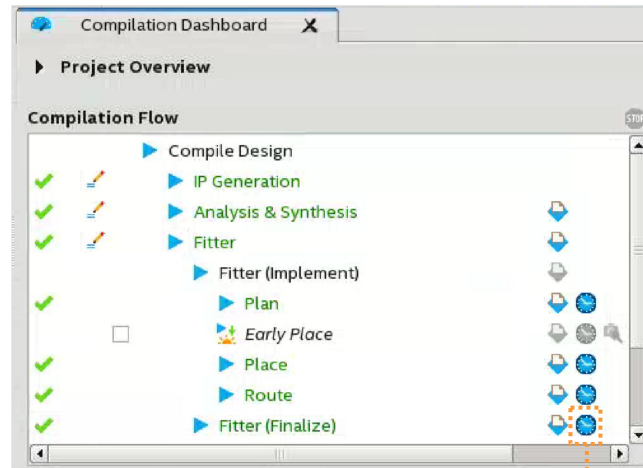 Compilation Dashboard
Project Overview
Compilation Flow
STOP
Compile Design
IP Generation
Analysis & Synthesis
Fitter
Fitter (Implement)
Plan
Early Place
Place
Route
Fitter (Finalize)